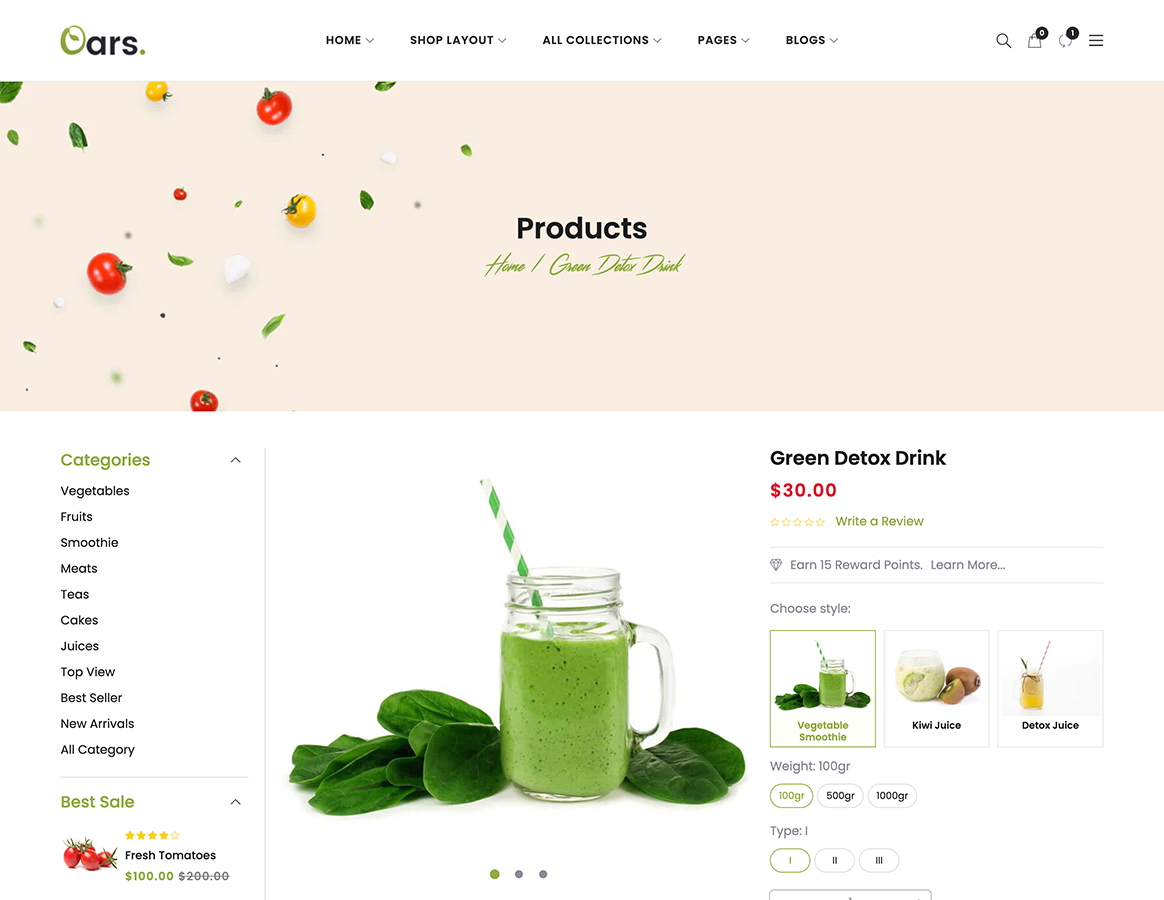 Oars.
HOME
SHOP LAYOUT
ALL COLLECTIONS
PAGES
BLOGS
0
1
Products
Home / Green Detox Drink
Categories
Vegetables
Fruits
Smoothie
Meats
Teas
Cakes
Juices
Top View
Best Seller
New Arrivals
All Category
Best Sale
Fresh Tomatoes
$100.00 $200.00
Green Detox Drink
$30.00
Write a Review
Earn 15 Reward Points. Learn More...
Choose style:
Vegetable
Smoothie
Kiwi Juice
Detox Juice
Weight: 100gr
100gr 500gr 1000gr
Type: I
I II III